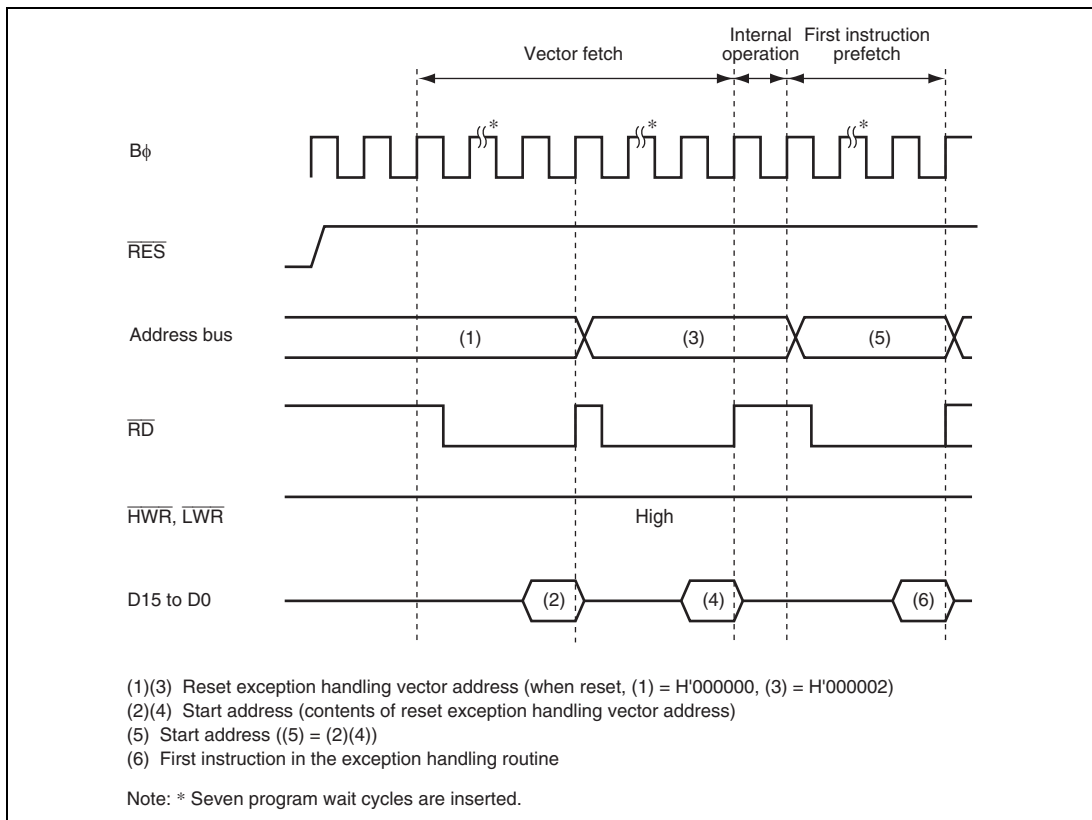 Vector fetch
Internal operation
First instruction prefetch
Bφ
*
*
*
RES
Address bus
(1)
(3)
(5)
RD
HWR, LWR
High
D15 to D0
(2)
(4)
(6)
(1)(3) Reset exception handling vector address (when reset, (1) = H'000000, (3) = H'000002)
(2)(4) Start address (contents of reset exception handling vector address)
(5) Start address ((5) = (2)(4))
(6) First instruction in the exception handling routine
Note: * Seven program wait cycles are inserted.